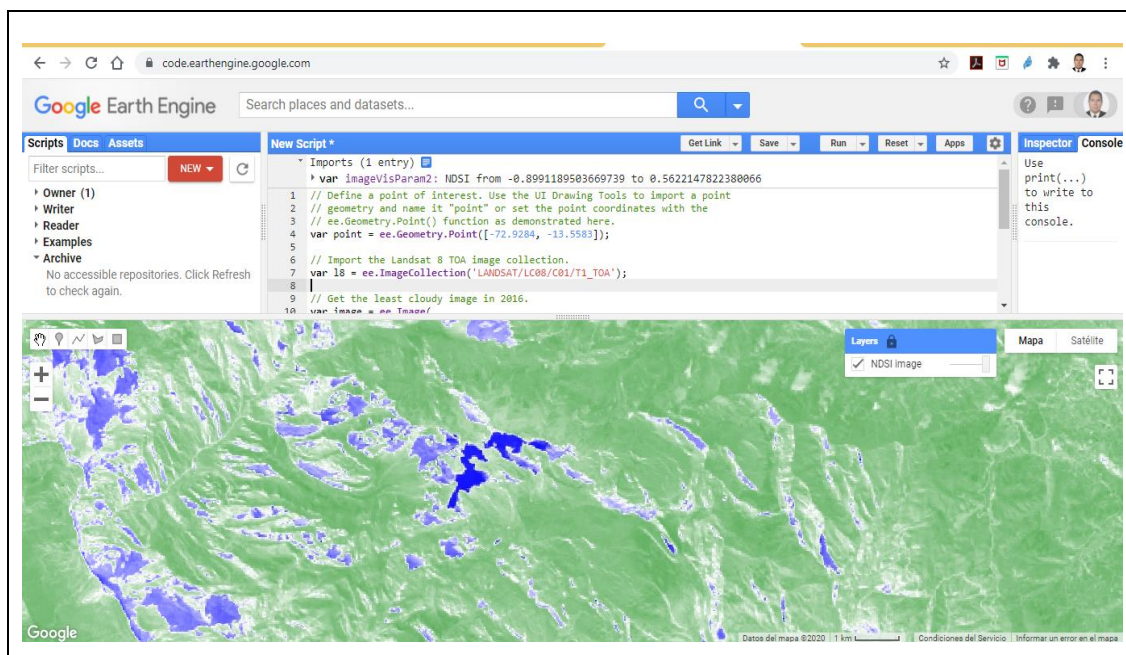 code.earthengine.google.com
Google Earth Engine
Search places and datasets...
Scripts Docs Assets
Filter scripts...
NEW
Owner (1)
Writer
Reader
Examples
Archive
No accessible repositories. Click Refresh
to check again.
New Script *
Get Link Save Run Reset Apps
Imports (1 entry)
var imageVisParam2: NDSI from -0.8991189503669739 to 0.5622147822380066
1 // Define a point of interest. Use the UI Drawing Tools to import a point
2 // geometry and name it "point" or set the point coordinates with the
3 // ee.Geometry.Point() function as demonstrated here.
4 var point = ee.Geometry.Point([-72.9284, -13.5583]);
5
6 // Import the Landsat 8 TOA image collection.
7 var l8 = ee.ImageCollection('LANDSAT/LC08/C01/T1_TOA');
8
9 // Get the least cloudy image in 2016.
10 var image = ee.Image(
Inspector Console
Use
print(...)
to write to
this
console.
Layers
NDSI image
Mapa Satélite
Google
Datos del mapa ©2020 1 km Condiciones del Servicio Informar un error en el mapa